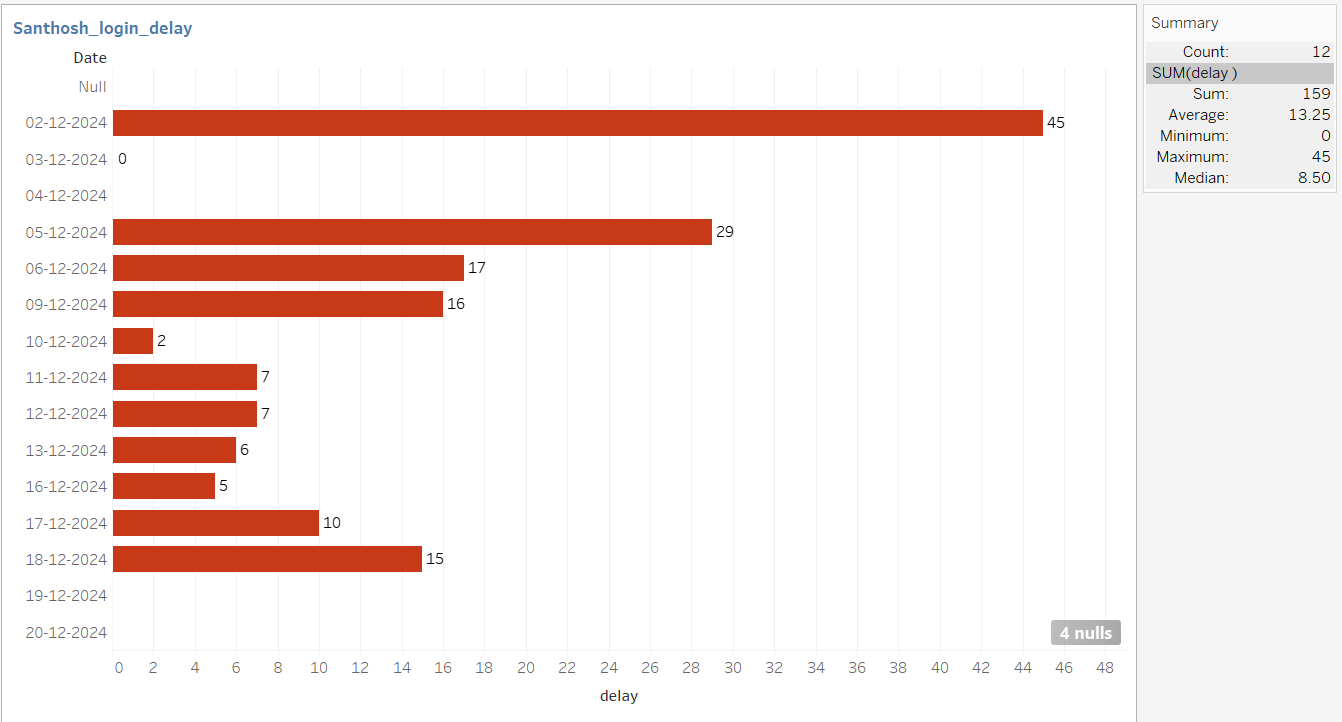 Santhosh_login_delay
Date
Null
02-12-2024 45
03-12-2024 0
04-12-2024
05-12-2024 29
06-12-2024 17
09-12-2024 16
10-12-2024 2
11-12-2024 7
12-12-2024 7
13-12-2024 6
16-12-2024 5
17-12-2024 10
18-12-2024 15
19-12-2024
20-12-2024
4 nulls
0 2 4 6 8 10 12 14 16 18 20 22 24 26 28 30 32 34 36 38 40 42 44 46 48
delay
Summary
Count: 12
SUM(delay )
Sum: 159
Average: 13.25
Minimum: 0
Maximum: 45
Median: 8.50